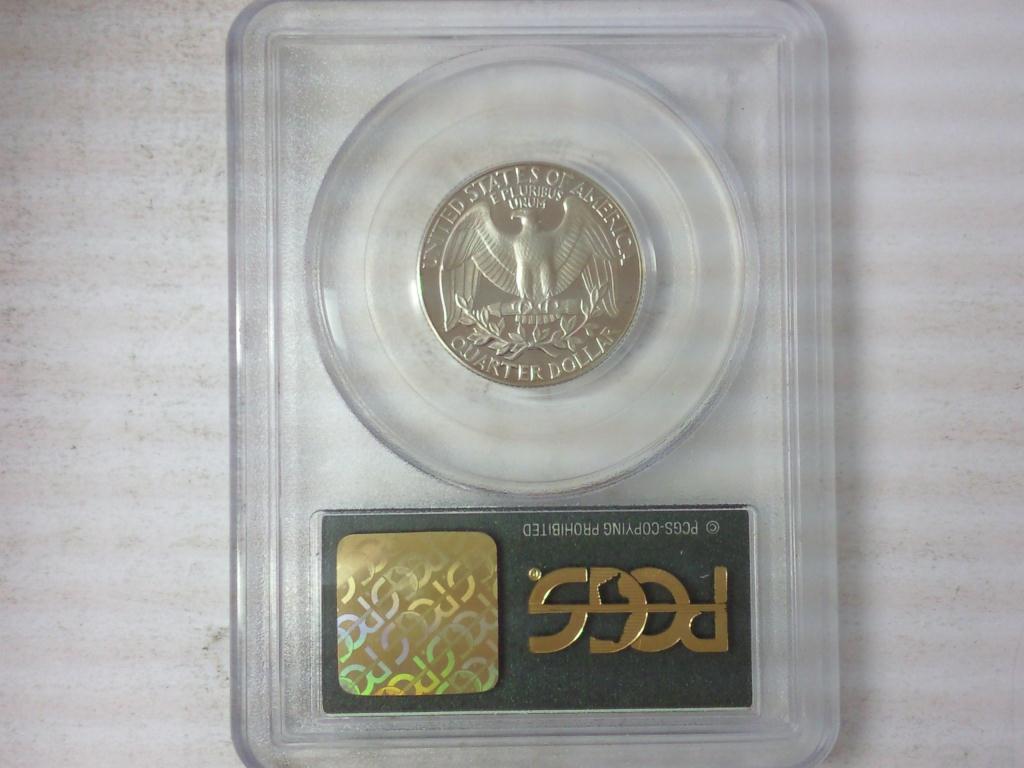 UNITED STATES OF AMERICA
E PLURIBUS
UNUM
QUARTER DOLLAR
© PCGS-COPYING PROHIBITED
PCGS®